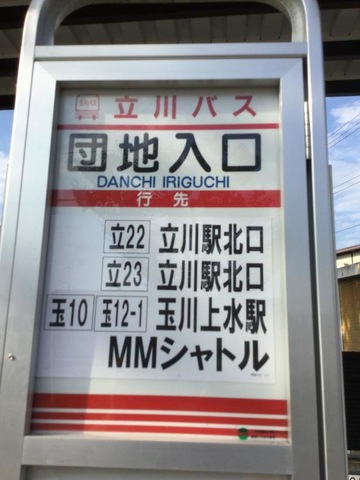 立川バス
団地入口
DANCHI IRIGUCHI
行先
立22 立川駅北口
立23 立川駅北口
玉10 玉12-1 玉川上水駅
MMシャトル